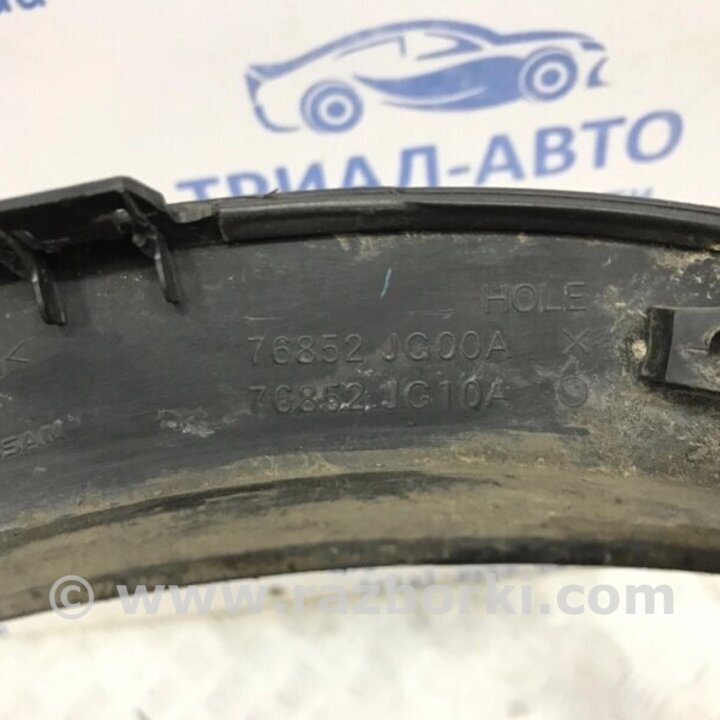 ТРИАЛ-АВТО
HOLE
76852 JG00A X
76852 JG10A O
© www.razborki.com